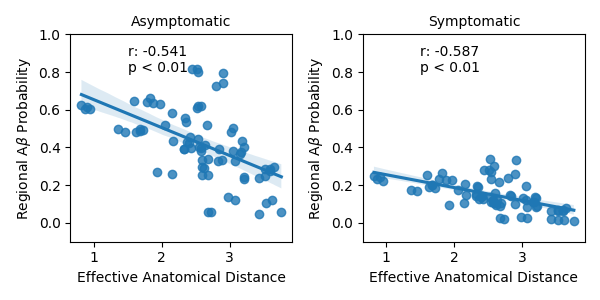 Asymptomatic
r: -0.541
p < 0.01
Regional Aβ Probability
1.0
0.8
0.6
0.4
0.2
0.0
1 2 3
Effective Anatomical Distance
Symptomatic
r: -0.587
p < 0.01
Regional Aβ Probability
1.0
0.8
0.6
0.4
0.2
0.0
1 2 3
Effective Anatomical Distance